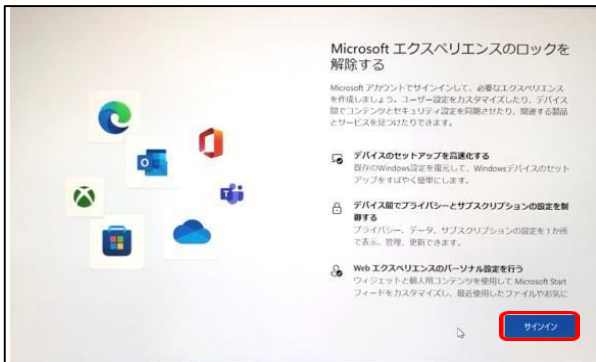 Microsoft エクスペリエンスのロックを
解除する
Microsoft アカウントでサインインして、必要なエクスペリエンス
を作成しましょう。ユーザー設定をカスタマイズしたり、デバイス
間でコンテンツとセキュリティ設定を同期させたり、関連する製品
とサービスを見つけたりできます。
デバイスのセットアップを高速化する
既存のWindows設定を復元して、Windowsデバイスのセット
アップをすばやく簡単にします。
デバイス間でプライバシーとサブスクリプションの設定を制
御する
プライバシー、データ、サブスクリプションの設定を1か所
で表示、管理、更新できます。
Web エクスペリエンスのパーソナル設定を行う
ウィジェットと個人用コンテンツを使用して Microsoft Start
フィードをカスタマイズし、最近使用したファイルやお気に
サインイン